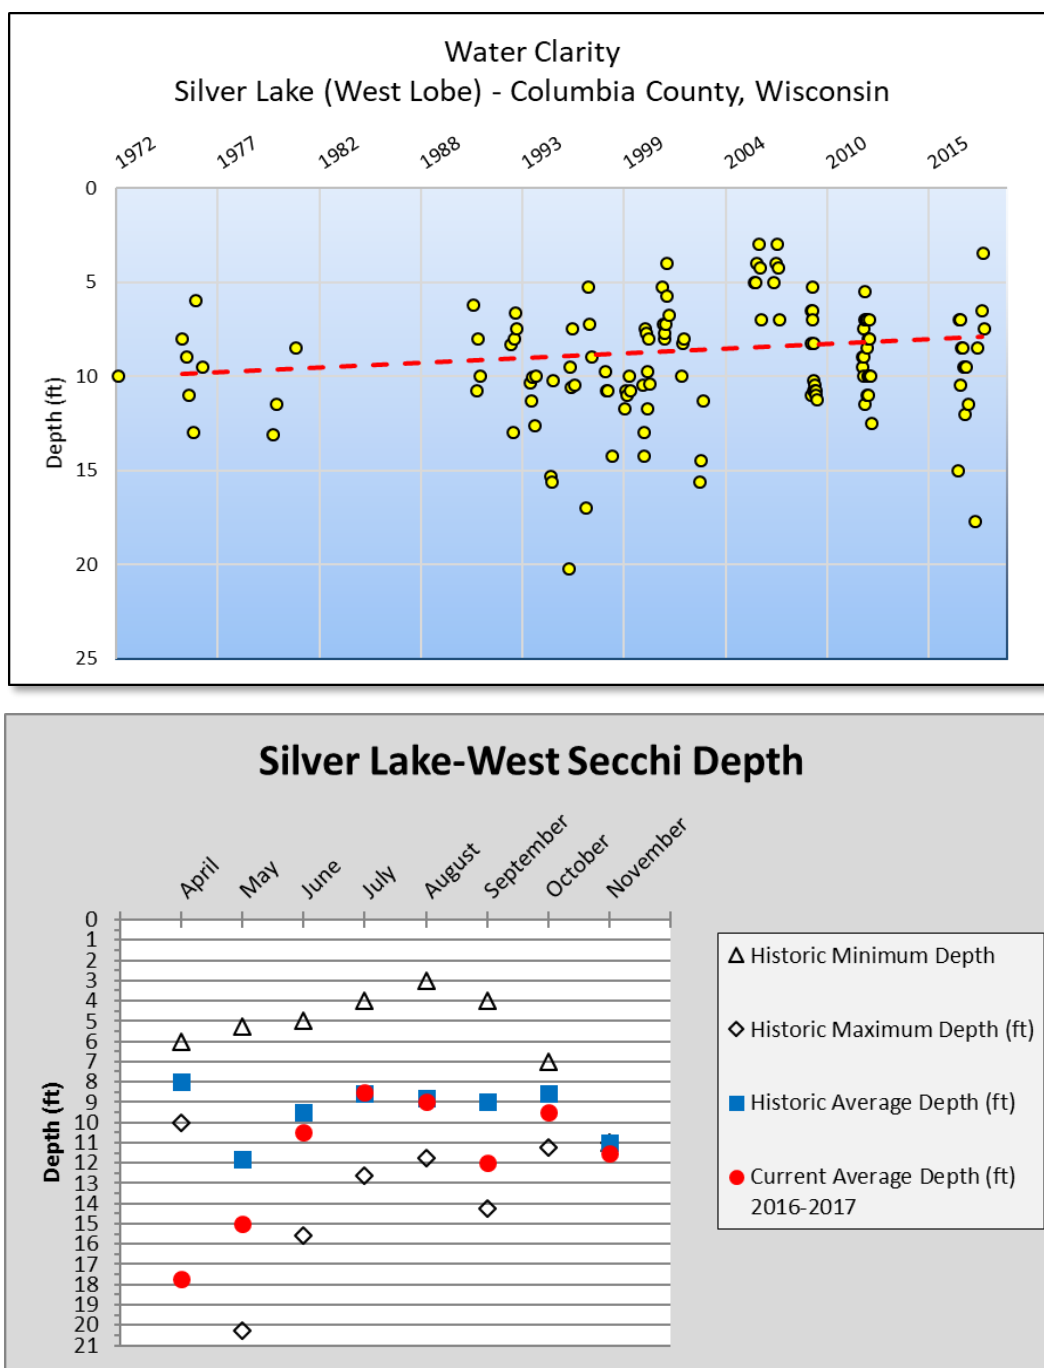 Water Clarity
Silver Lake (West Lobe) - Columbia County, Wisconsin
1972 1977 1982 1988 1993 1999 2004 2010 2015
0
5
10
15
20
25
Depth (ft)
Silver Lake-West Secchi Depth
April May June July August September October November
0
1
2
3
4
5
6
7
8
9
10
11
12
13
14
15
16
17
18
19
20
21
Depth (ft)
Historic Minimum Depth
Historic Maximum Depth (ft)
Historic Average Depth (ft)
Current Average Depth (ft)
2016-2017